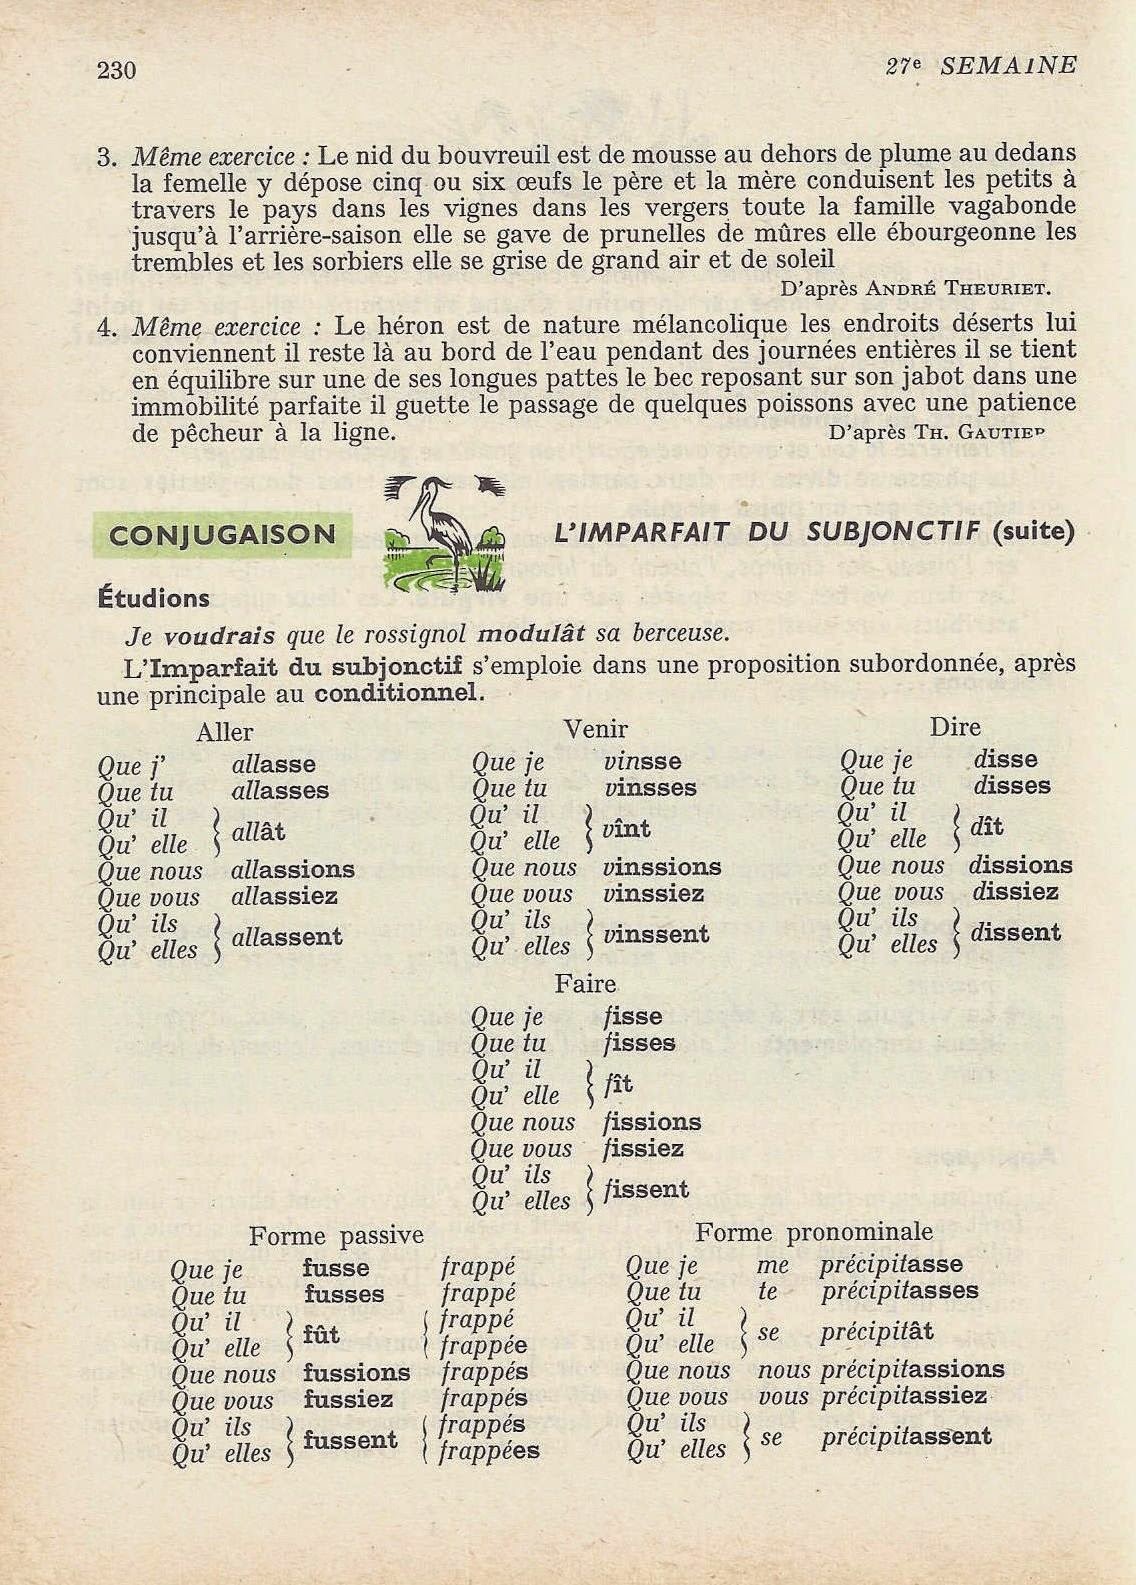 230
27e SEMAINE
3. Même exercice : Le nid du bouvreuil est de mousse au dehors de plume au dedans
la femelle y dépose cinq ou six œufs le père et la mère conduisent les petits à
travers le pays dans les vignes dans les vergers toute la famille vagabonde
jusqu'à l'arrière-saison elle se gave de prunelles de mûres elle ébourgeonne les
trembles et les sorbiers elle se grise de grand air et de soleil
D'après ANDRÉ THEURIET.
4. Même exercice : Le héron est de nature mélancolique les endroits déserts lui
conviennent il reste là au bord de l'eau pendant des journées entières il se tient
en équilibre sur une de ses longues pattes le bec reposant sur son jabot dans une
immobilité parfaite il guette le passage de quelques poissons avec une patience
de pêcheur à la ligne. D'après TH. GAUTIER
CONJUGAISON
L'IMPARFAIT DU SUBJONCTIF (suite)
Étudions
Je voudrais que le rossignol modulât sa berceuse.
L'Imparfait du subjonctif s'emploie dans une proposition subordonnée, après
une principale au conditionnel.
Aller
Que j' allasse
Que tu allasses
Qu' il
Qu' elle } allât
Que nous allassions
Que vous allassiez
Qu' ils
Qu' elles } allassent
Venir
Que je vinsse
Que tu vinsses
Qu' il
Qu' elle } vînt
Que nous vinssions
Que vous vinssiez
Qu' ils
Qu' elles } vinssent
Dire
Que je disse
Que tu disses
Qu' il
Qu' elle } dît
Que nous dissions
Que vous dissiez
Qu' ils
Qu' elles } dissent
Faire
Que je fisse
Que tu fisses
Qu' il
Qu' elle } fît
Que nous fissions
Que vous fissiez
Qu' ils
Qu' elles } fissent
Forme passive
Que je fusse frappé
Que tu fusses frappé
Qu' il } fût { frappé
Qu' elle frappée
Que nous fussions frappés
Que vous fussiez frappés
Qu' ils } fussent { frappés
Qu' elles frappées
Forme pronominale
Que je me précipitasse
Que tu te précipitasses
Qu' il
Qu' elle } se précipitât
Que nous nous précipitassions
Que vous vous précipitassiez
Qu' ils
Qu' elles } se précipitassent